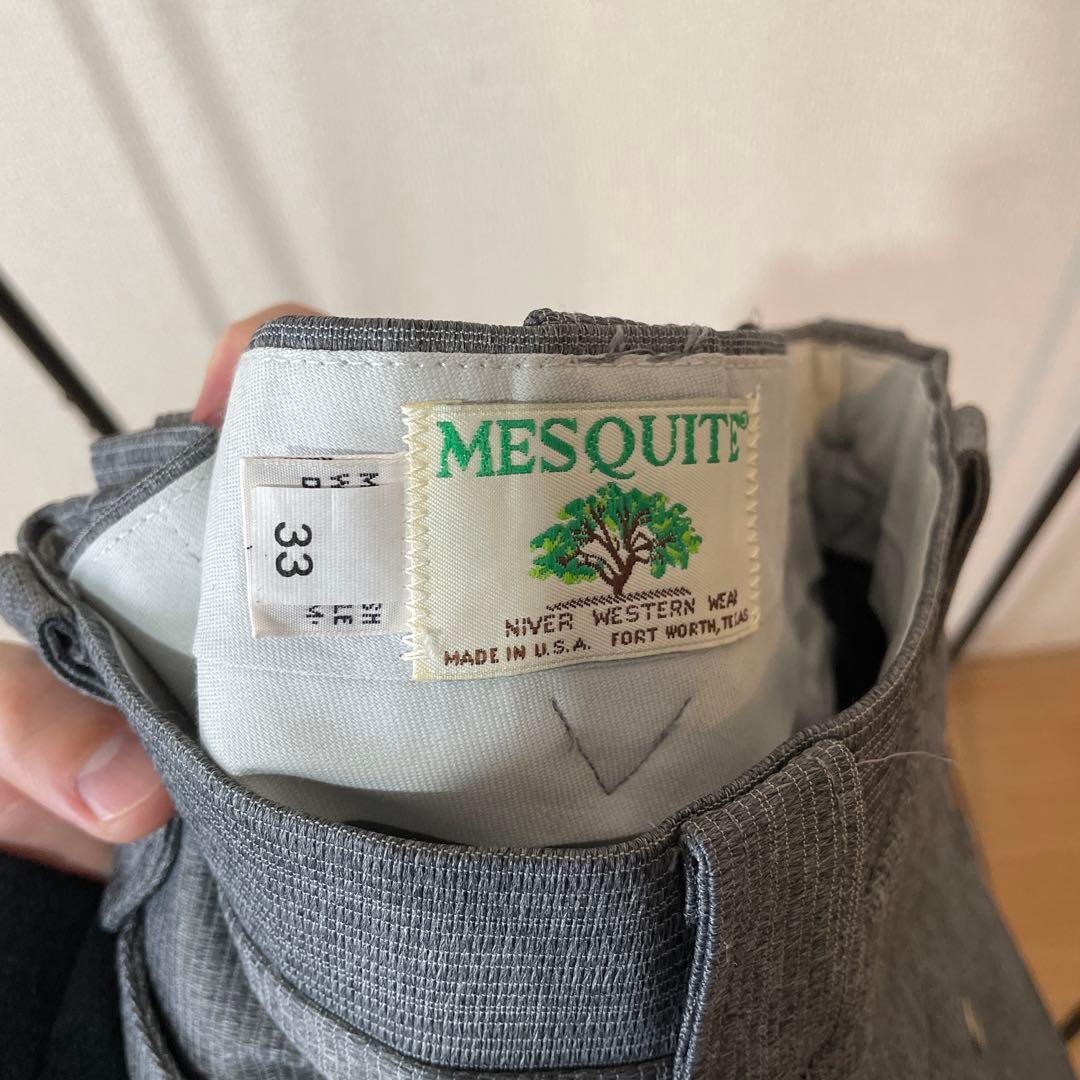 MESQUITE®
NIVER WESTERN WEAR
MADE IN U.S.A. FORT WORTH, TEXAS
33